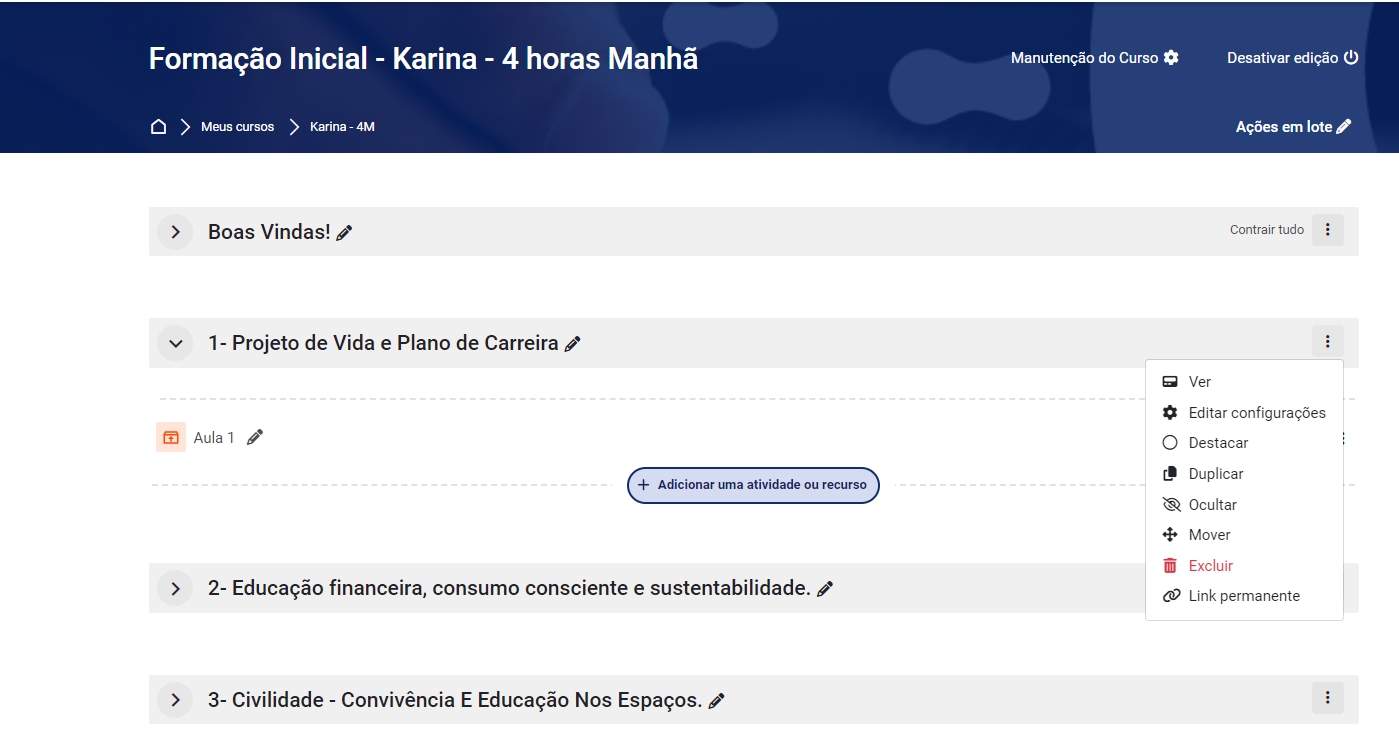 Formação Inicial - Karina - 4 horas Manhã
Manutenção do Curso
Desativar edição
Meus cursos
Karina - 4M
Ações em lote
Boas Vindas!
Contrair tudo
1- Projeto de Vida e Plano de Carreira
Ver
Editar configurações
Aula 1
Destacar
Duplicar
+ Adicionar uma atividade ou recurso
Ocultar
Mover
Excluir
2- Educação financeira, consumo consciente e sustentabilidade.
Link permanente
3- Civilidade - Convivência E Educação Nos Espaços.